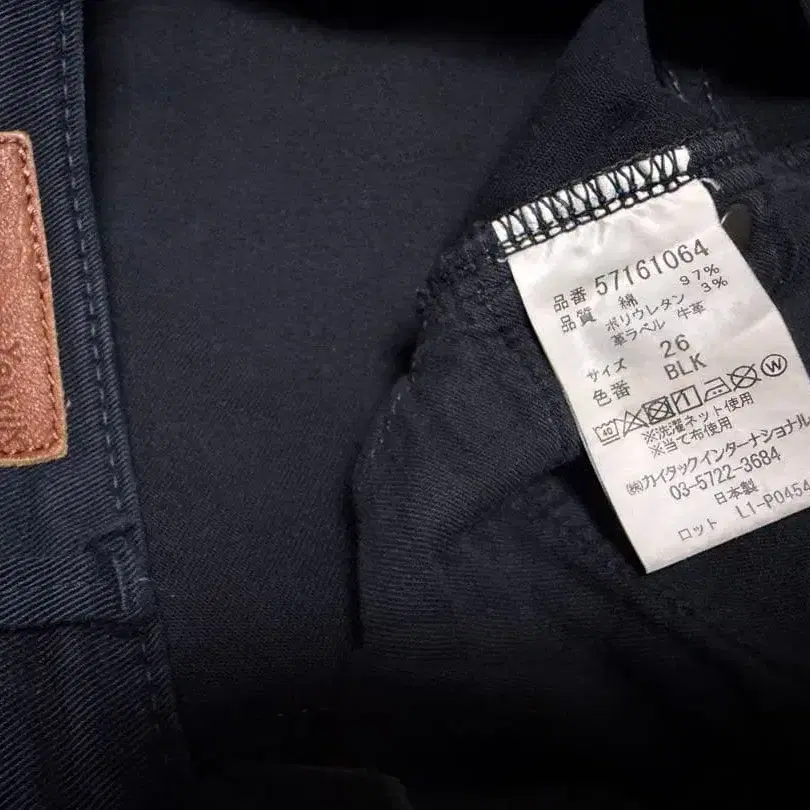 品番 57161064
品質 綿 97%
ポリウレタン 3%
革ラベル 牛革
サイズ 26
色番 BLK
40 W
※洗濯ネット使用
※当て布使用
㈱カイタックインターナショナル
03-5722-3684
日本製
ロット L1-P0454